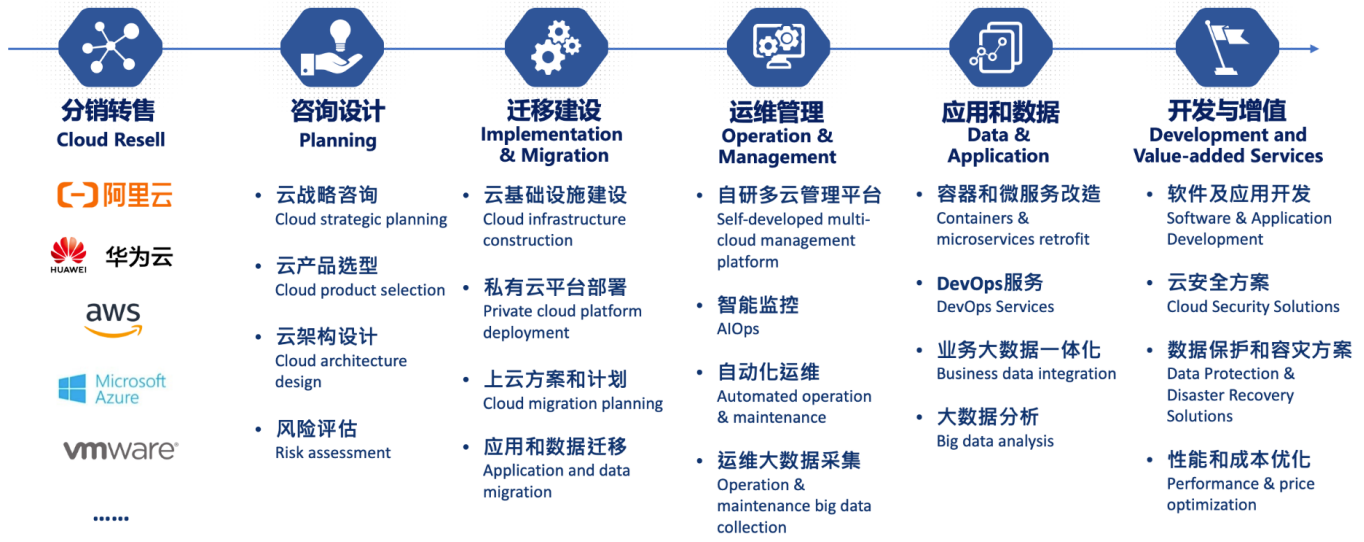 分销转售
Cloud Resell
阿里云
HUAWEI 华为云
aws
Microsoft
Azure
vmware®
......
咨询设计
Planning
• 云战略咨询
Cloud strategic planning
• 云产品选型
Cloud product selection
• 云架构设计
Cloud architecture
design
• 风险评估
Risk assessment
迁移建设
Implementation
& Migration
• 云基础设施建设
Cloud infrastructure
construction
• 私有云平台部署
Private cloud platform
deployment
• 上云方案和计划
Cloud migration planning
• 应用和数据迁移
Application and data
migration
运维管理
Operation &
Management
• 自研多云管理平台
Self-developed multi-
cloud management
platform
• 智能监控
AIOps
• 自动化运维
Automated operation
& maintenance
• 运维大数据采集
Operation &
maintenance big data
collection
应用和数据
Data &
Application
• 容器和微服务改造
Containers &
microservices retrofit
• DevOps服务
DevOps Services
• 业务大数据一体化
Business data integration
• 大数据分析
Big data analysis
开发与增值
Development and
Value-added Services
• 软件及应用开发
Software & Application
Development
• 云安全方案
Cloud Security Solutions
• 数据保护和容灾方案
Data Protection &
Disaster Recovery
Solutions
• 性能和成本优化
Performance & price
optimization